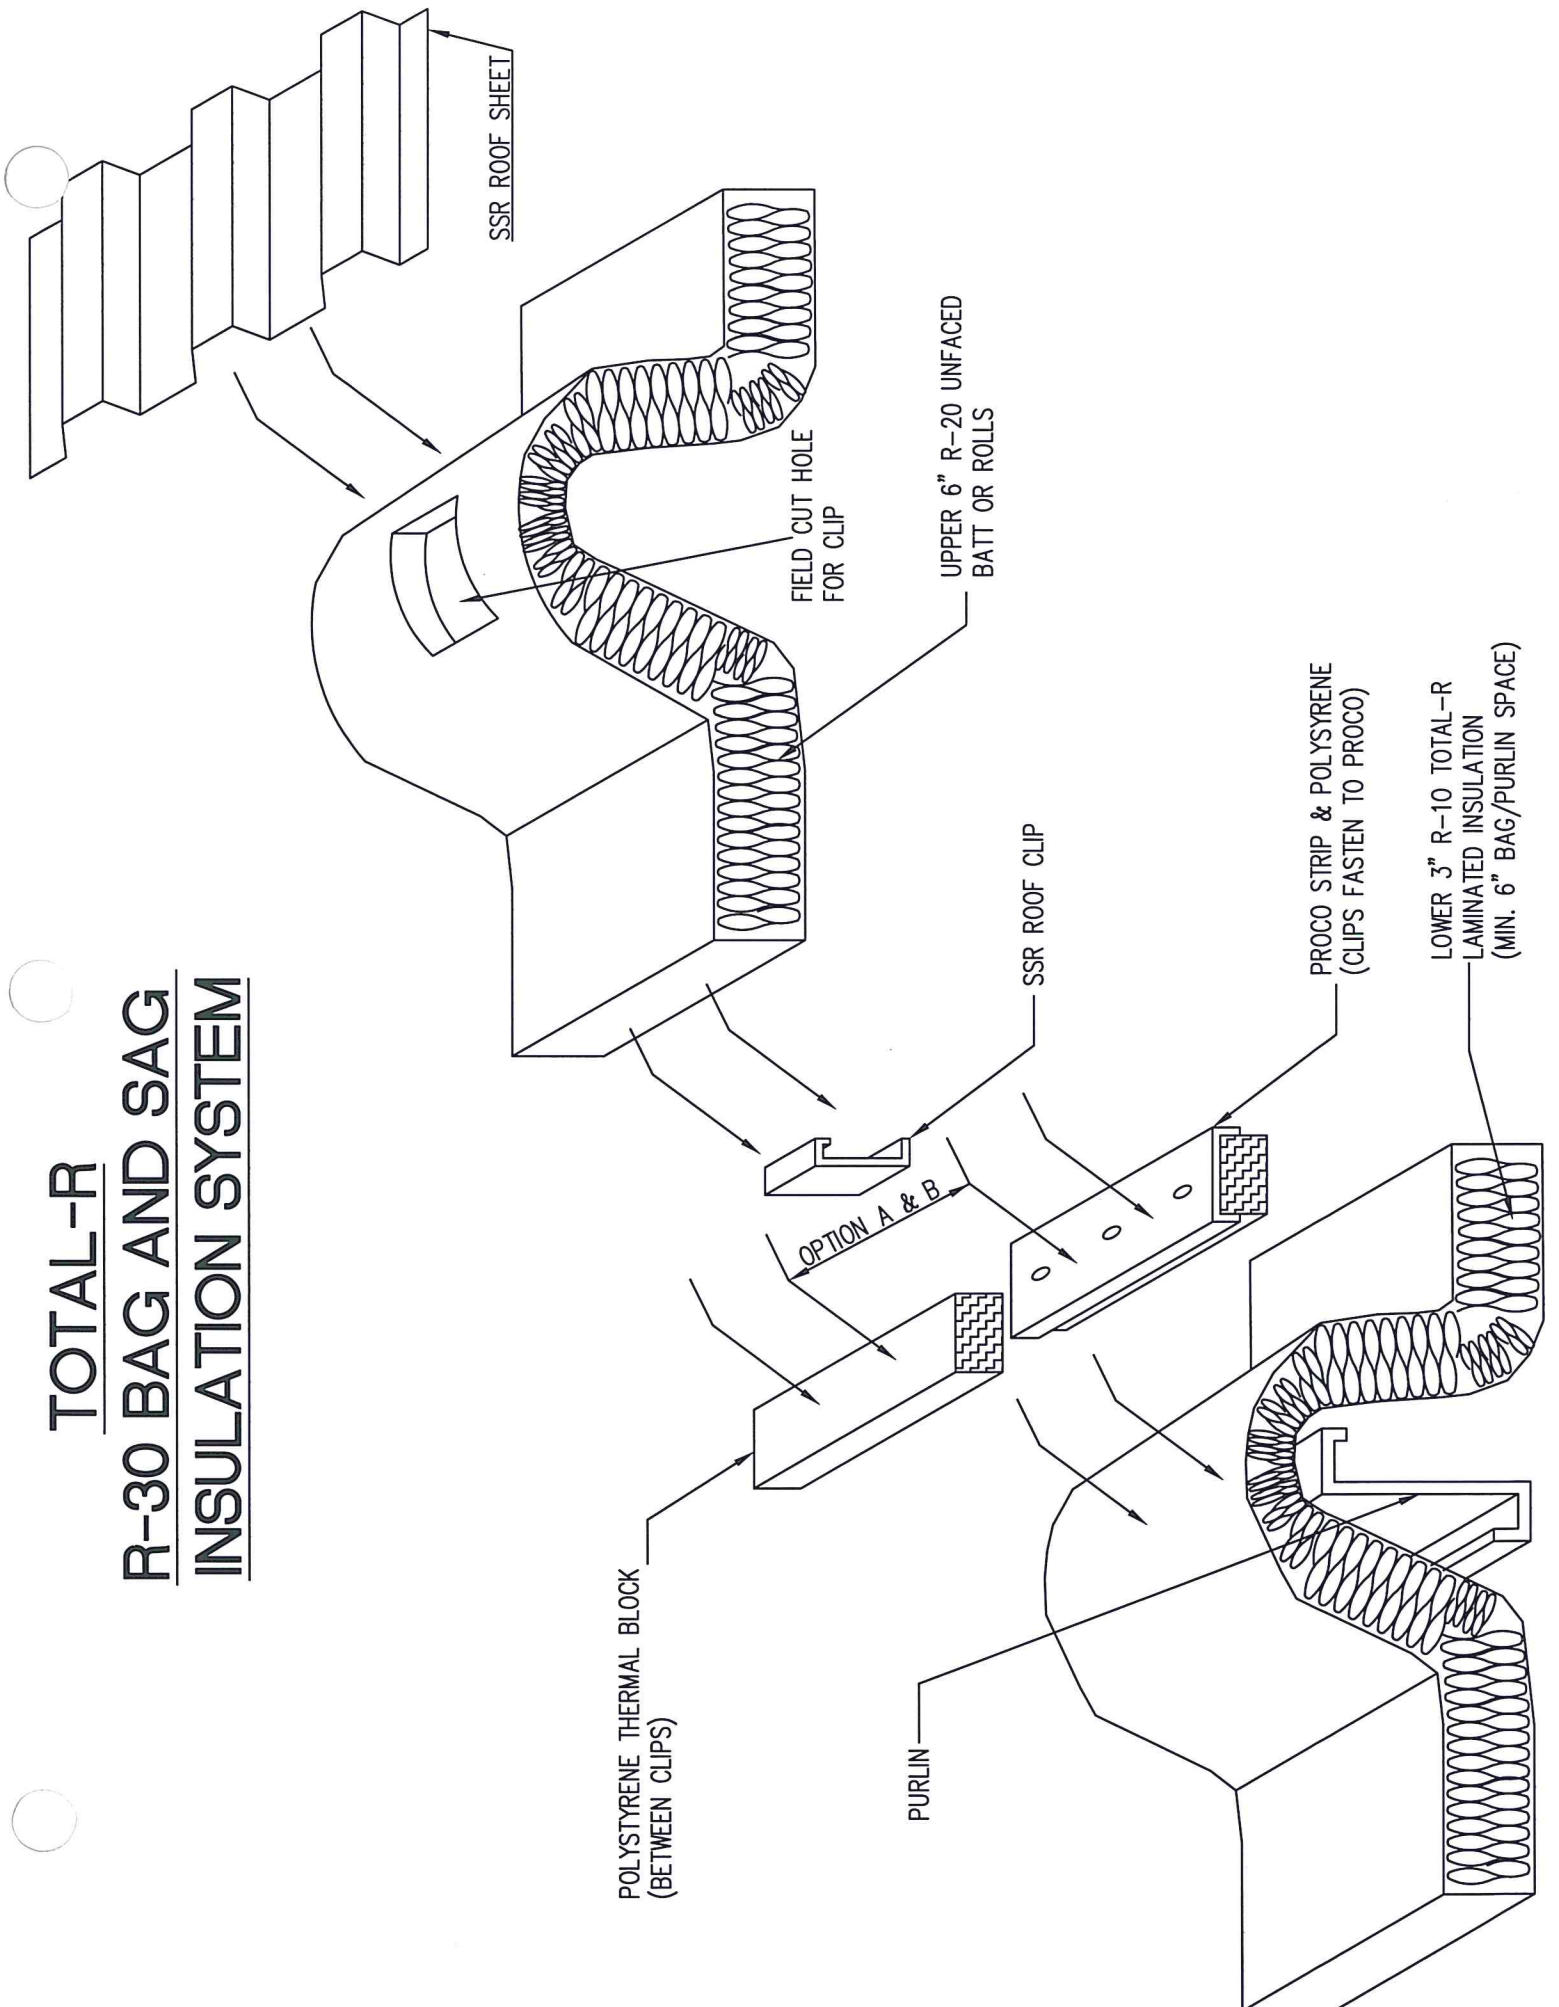 TOTAL-R
R-30 BAG AND SAG
INSULATION SYSTEM
SSR ROOF SHEET
FIELD CUT HOLE
FOR CLIP
UPPER 6" R-20 UNFACED
BATT OR ROLLS
SSR ROOF CLIP
OPTION A & B
POLYSTYRENE THERMAL BLOCK
(BETWEEN CLIPS)
PROCO STRIP & POLYSYRENE
(CLIPS FASTEN TO PROCO)
PURLIN
LOWER 3" R-10 TOTAL-R
LAMINATED INSULATION
(MIN. 6" BAG/PURLIN SPACE)